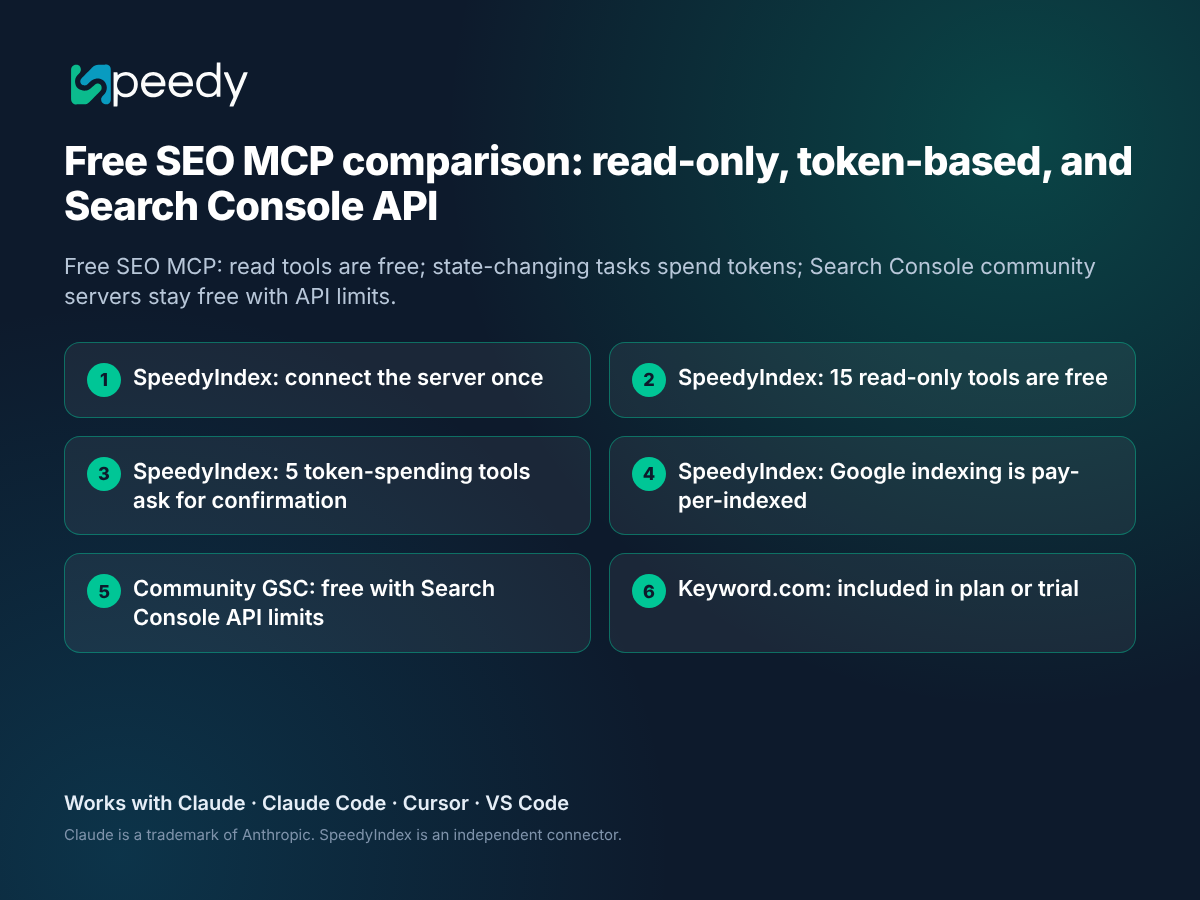 Speedy
Free SEO MCP comparison: read-only, token-based, and
Search Console API
Free SEO MCP: read tools are free; state-changing tasks spend tokens; Search Console community
servers stay free with API limits.
1 SpeedyIndex: connect the server once
2 SpeedyIndex: 15 read-only tools are free
3 SpeedyIndex: 5 token-spending tools
ask for confirmation
4 SpeedyIndex: Google indexing is pay-
per-indexed
5 Community GSC: free with Search
Console API limits
6 Keyword.com: included in plan or trial
Works with Claude · Claude Code · Cursor · VS Code
Claude is a trademark of Anthropic. SpeedyIndex is an independent connector.